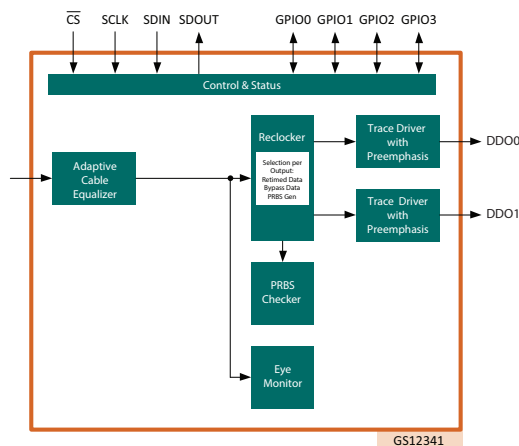 CS SCLK SDIN SDOUT GPIO0 GPIO1 GPIO2 GPIO3
Control & Status
Adaptive
Cable
Equalizer
Reclocker
Selection per
Output:
Retimed Data
Bypass Data
PRBS Gen
Trace Driver
with
Preemphasis
DDO0
Trace Driver
with
Preemphasis
DDO1
PRBS
Checker
Eye
Monitor
GS12341